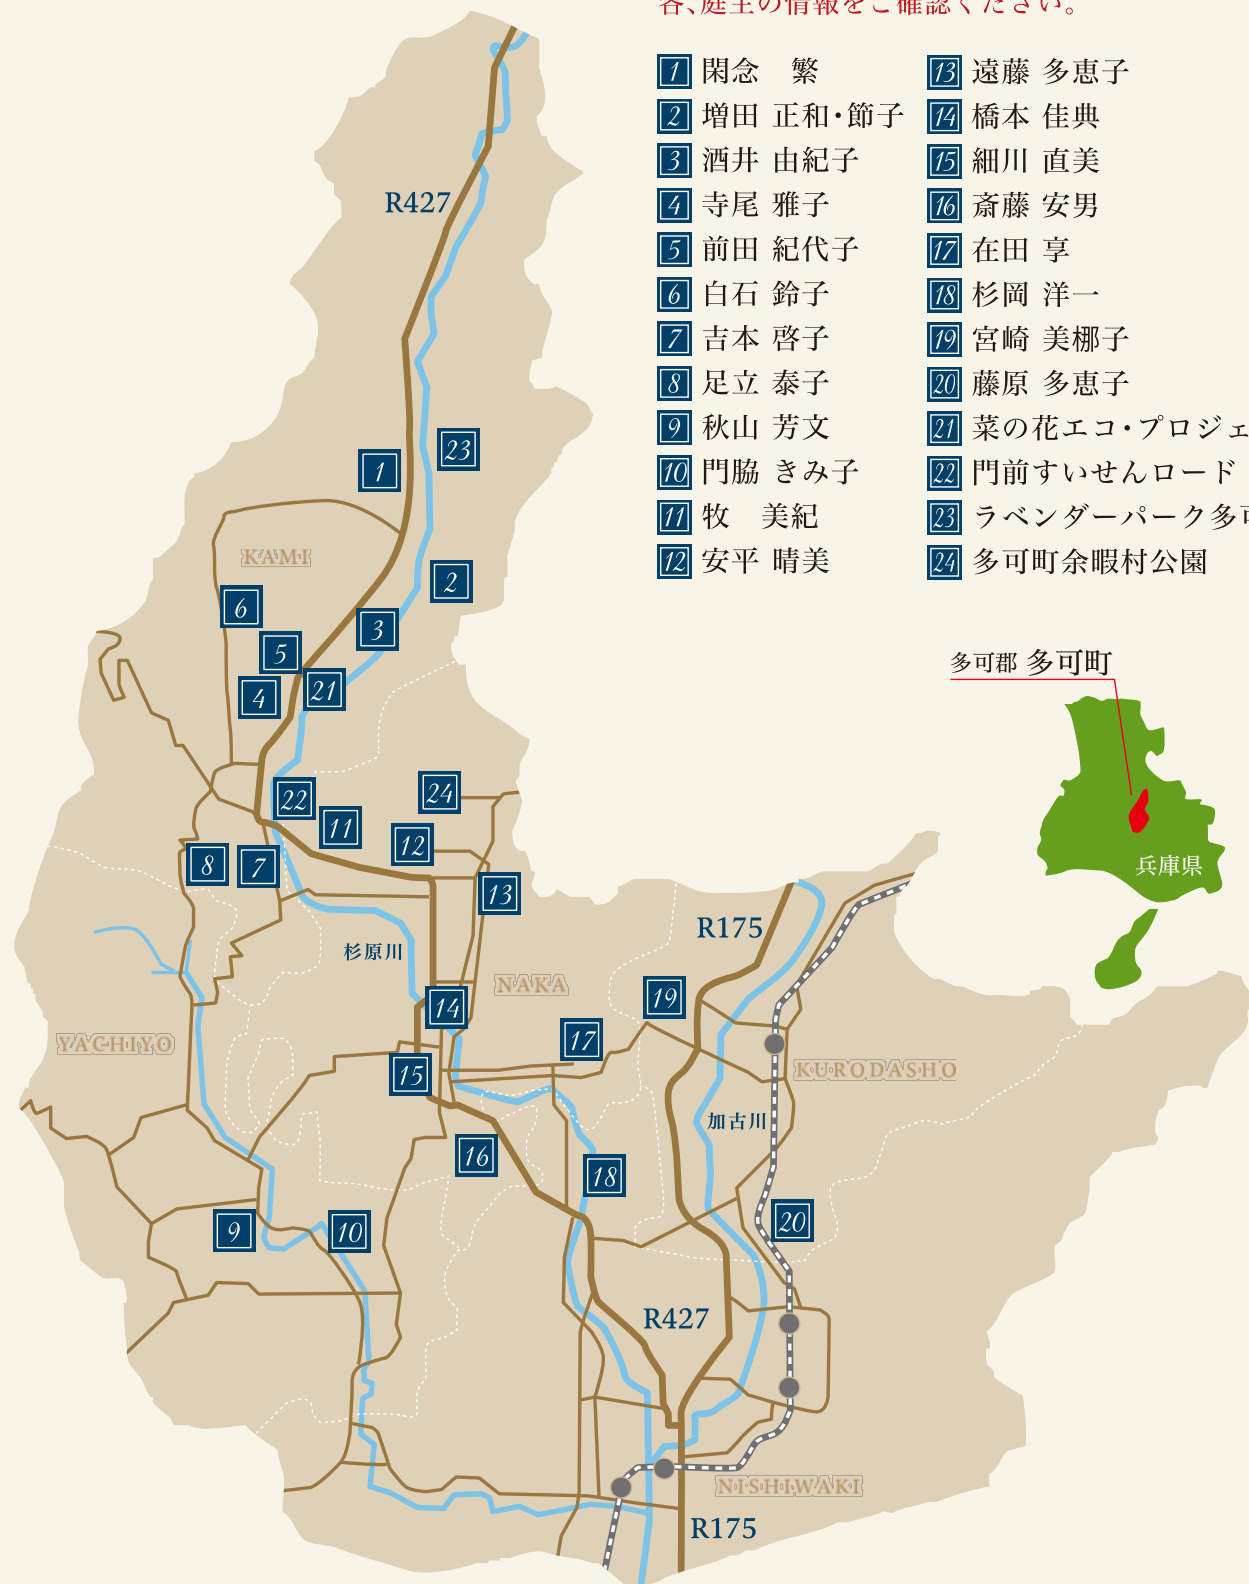 各、庭主の情報をご確認ください。
1 閑念 繁
2 増田 正和・節子
3 酒井 由紀子
4 寺尾 雅子
5 前田 紀代子
6 白石 鈴子
7 吉本 啓子
8 足立 泰子
9 秋山 芳文
10 門脇 きみ子
11 牧 美紀
12 安平 晴美
13 遠藤 多恵子
14 橋本 佳典
15 細川 直美
16 斎藤 安男
17 在田 享
18 杉岡 洋一
19 宮崎 美梛子
20 藤原 多恵子
21 菜の花エコ・プロジェ
22 門前すいせんロード
23 ラベンダーパーク多可
24 多可町余暇村公園
多可郡 多可町
兵庫県
R427
23
1
KAMI
2
6
3
5
4
21
22
24
11
12
8
7
13
R175
杉原川
NAKA
19
14
17
YACHIYO
15
KURODASHO
加古川
16
18
9
10
20
R427
NISHIWAKI
R175